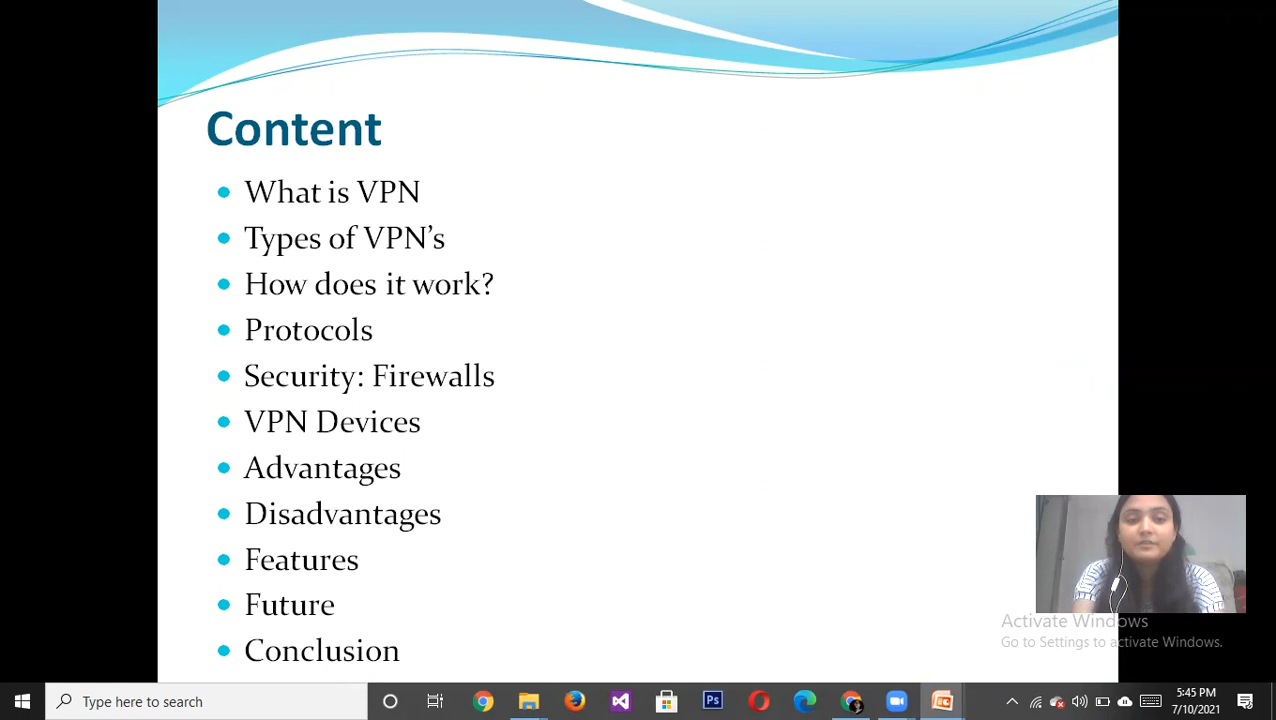 Content
What is VPN
Types of VPN’s
How does it work?
Protocols
Security: Firewalls
VPN Devices
Advantages
Disadvantages
Features
Future
Conclusion
Activate Windows
Go to Settings to activate Windows.
Type here to search
Ps
5:45 PM
7/10/2021